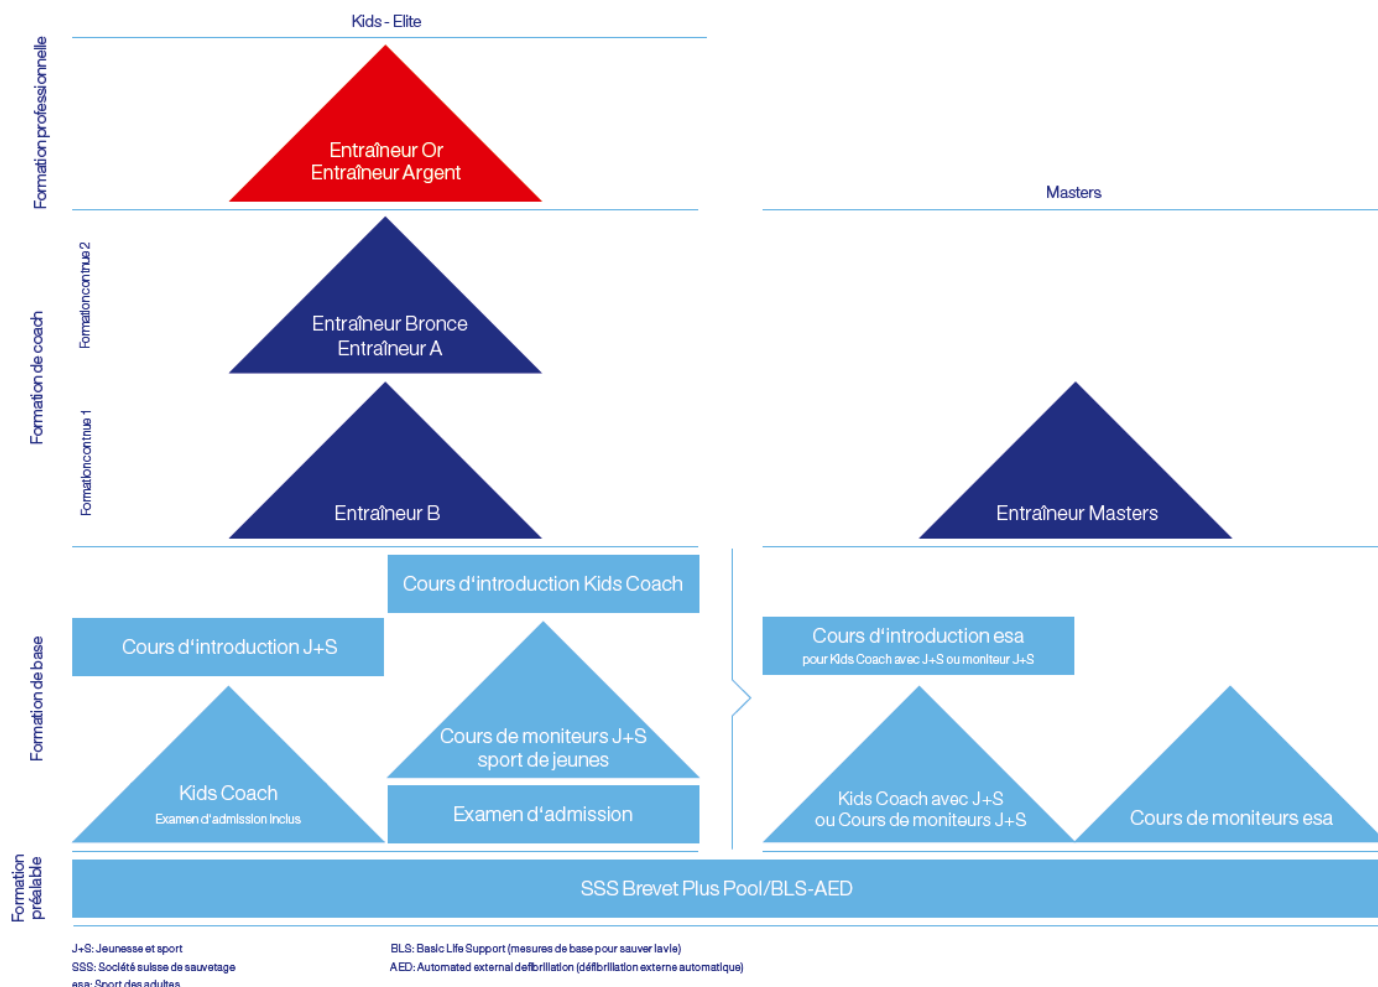 Kids - Elite
Formation professionnelle
Entraîneur Or
Entraîneur Argent
Masters
Formation de coach
Formation continue 2
Entraîneur Bronce
Entraîneur A
Formation continue 1
Entraîneur B
Entraîneur Masters
Formation de base
Cours d'introduction Kids Coach
Cours d'introduction J+S
Cours d'introduction esa
pour Kids Coach avec J+S ou moniteur J+S
Cours de moniteurs J+S
sport de jeunes
Kids Coach
Examen d'admission inclus
Examen d'admission
Kids Coach avec J+S
ou Cours de moniteurs J+S
Cours de moniteurs esa
Formation
préalable
SSS Brevet Plus Pool/BLS-AED
J+S: Jeunesse et sport
BLS: Basic Life Support (mesures de base pour sauver la vie)
SSS: Société suisse de sauvetage
AED: Automated external defibrillation (défibrillation externe automatique)
esa: Sport des adultes